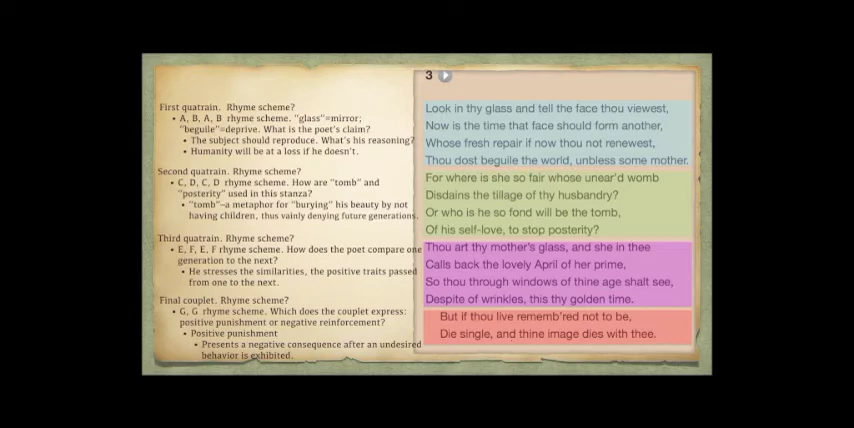 First quatrain. Rhyme scheme?
• A, B, A, B rhyme scheme. "glass"=mirror;
"beguile"=deprive. What is the poet's claim?
• The subject should reproduce. What's his reasoning?
• Humanity will be at a loss if he doesn't.
Second quatrain. Rhyme scheme?
• C, D, C, D rhyme scheme. How are "tomb" and
"posterity" used in this stanza?
• "tomb"—a metaphor for "burying" his beauty by not
having children, thus vainly denying future generations.
Third quatrain. Rhyme scheme?
• E, F, E, F rhyme scheme. How does the poet compare one
generation to the next?
• He stresses the similarities, the positive traits passed
from one to the next.
Final couplet. Rhyme scheme?
• G, G rhyme scheme. Which does the couplet express:
positive punishment or negative reinforcement?
• Positive punishment
• Presents a negative consequence after an undesired
behavior is exhibited.
3
Look in thy glass and tell the face thou viewest,
Now is the time that face should form another,
Whose fresh repair if now thou not renewest,
Thou dost beguile the world, unbless some mother.
For where is she so fair whose unear'd womb
Disdains the tillage of thy husbandry?
Or who is he so fond will be the tomb,
Of his self-love, to stop posterity?
Thou art thy mother's glass, and she in thee
Calls back the lovely April of her prime,
So thou through windows of thine age shalt see,
Despite of wrinkles, this thy golden time.
But if thou live rememb'red not to be,
Die single, and thine image dies with thee.